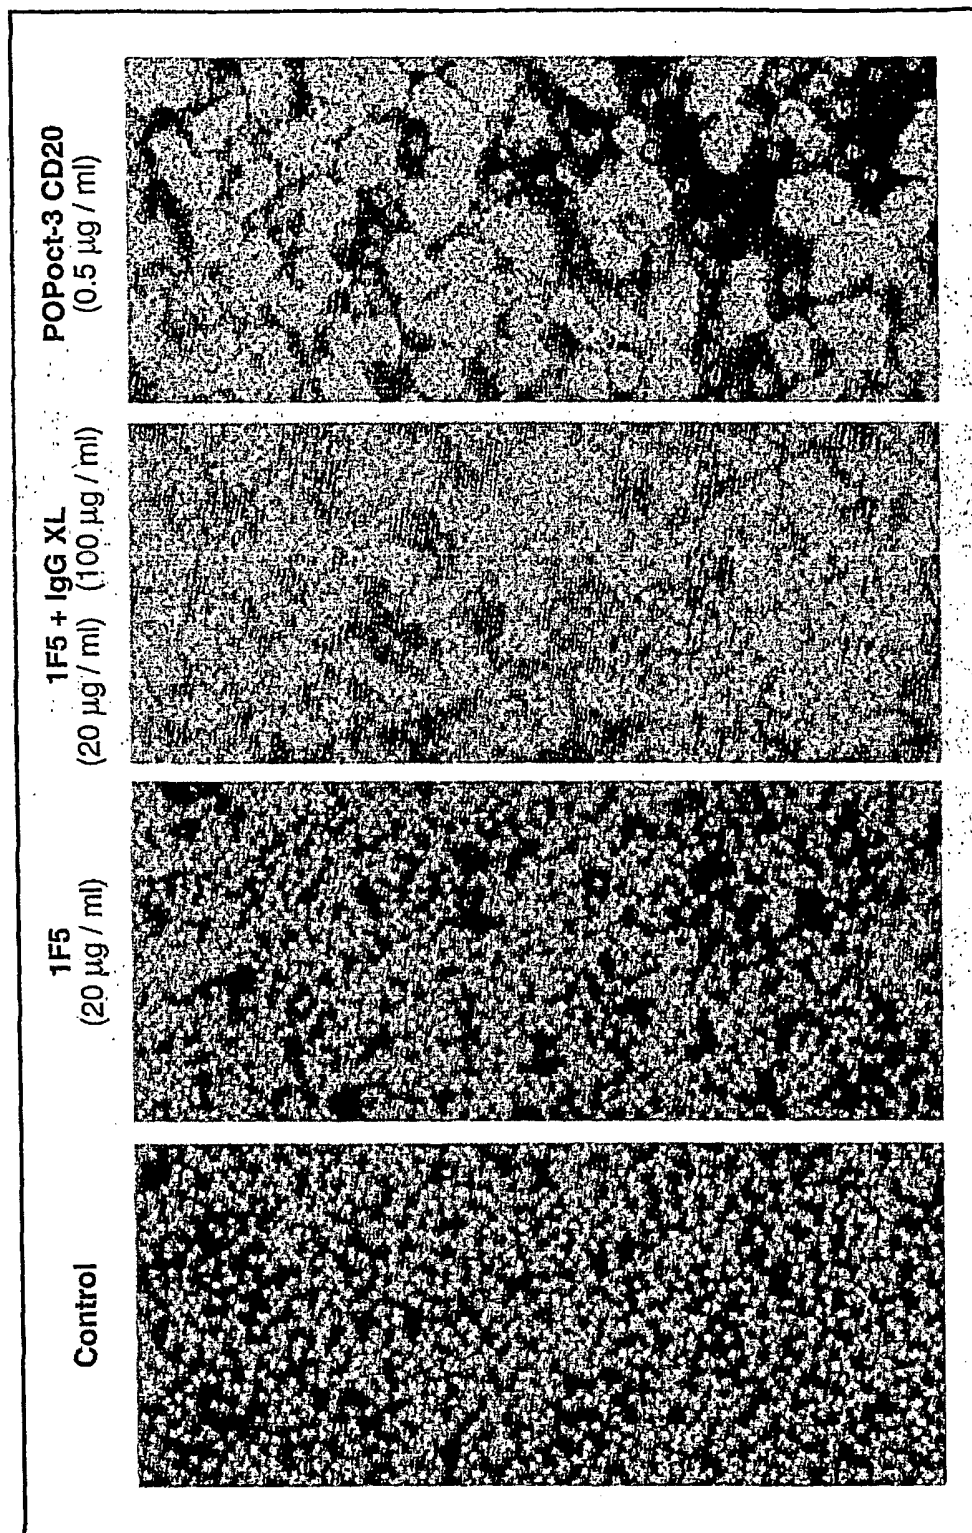 Control
1F5
(20 µg / ml)
1F5 + IgG XL
(20 µg / ml) (100 µg / ml)
POPoct-3 CD20
(0.5 µg / ml)